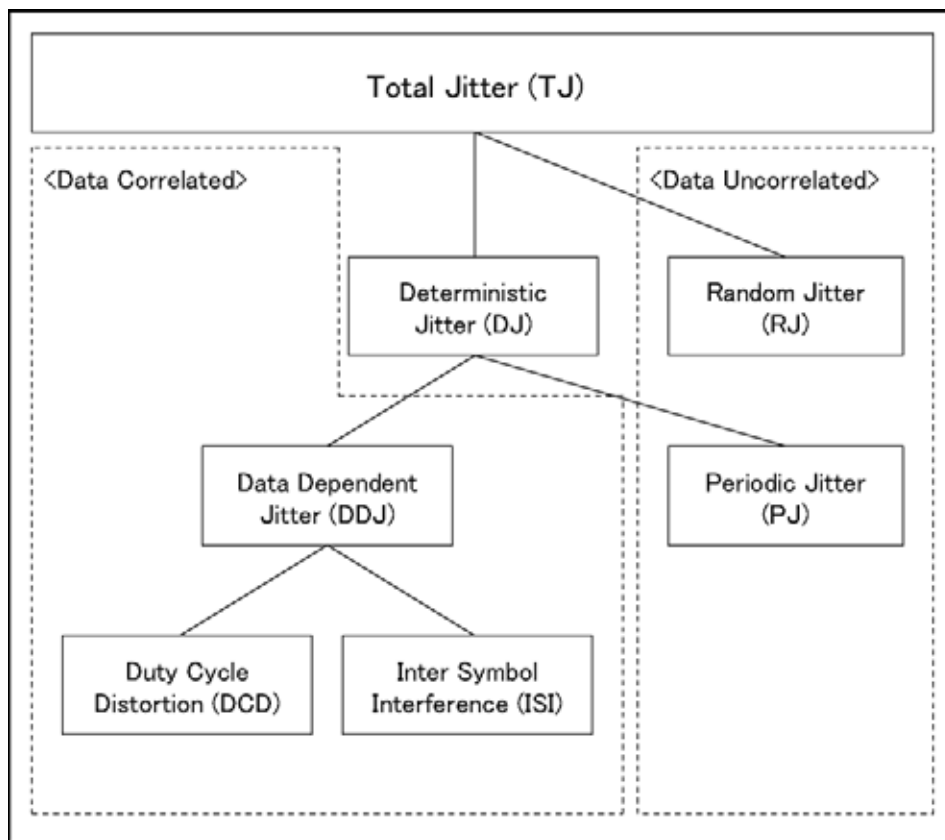 Total Jitter (TJ)
<Data Correlated>
<Data Uncorrelated>
Deterministic
Jitter (DJ)
Random Jitter
(RJ)
Data Dependent
Jitter (DDJ)
Periodic Jitter
(PJ)
Duty Cycle
Distortion (DCD)
Inter Symbol
Interference (ISI)